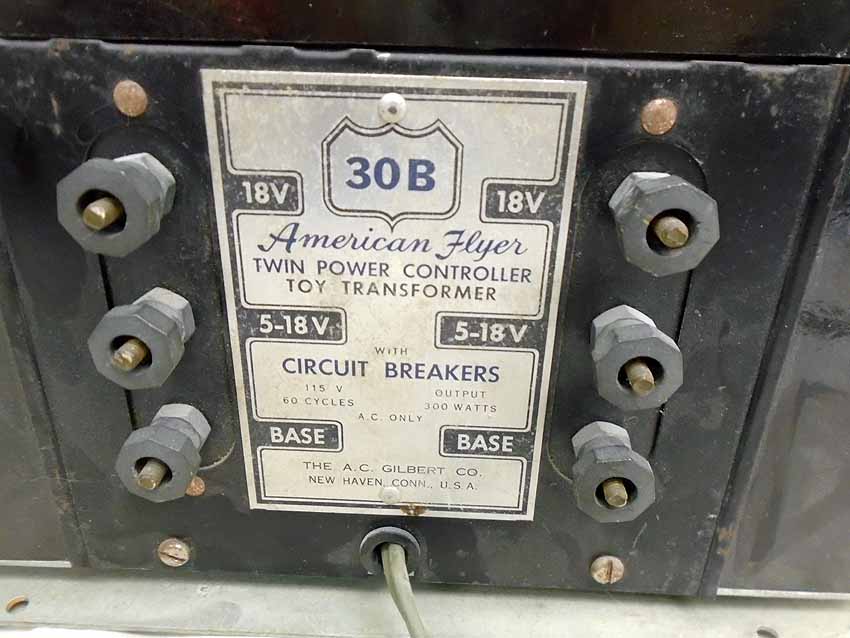 30B
18V 18V
American Flyer
TWIN POWER CONTROLLER
TOY TRANSFORMER
5-18V 5-18V
WITH
CIRCUIT BREAKERS
115 V OUTPUT
60 CYCLES 300 WATTS
A.C. ONLY
BASE BASE
THE A.C. GILBERT CO.
NEW HAVEN, CONN., U.S.A.